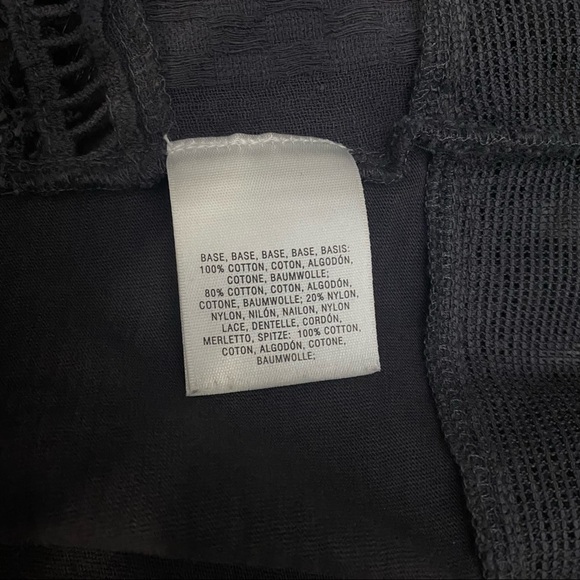 BASE, BASE, BASE, BASE, BASIS:
100% COTTON, COTON, ALGODÓN,
COTONE, BAUMWOLLE;
80% COTTON, COTON, ALGODÓN,
COTONE, BAUMWOLLE; 20% NYLON,
NYLON, NILÓN, NAILON, NYLON
LACE, DENTELLE, CORDÓN,
MERLETTO, SPITZE: 100% COTTON,
COTON, ALGODÓN, COTONE,
BAUMWOLLE;